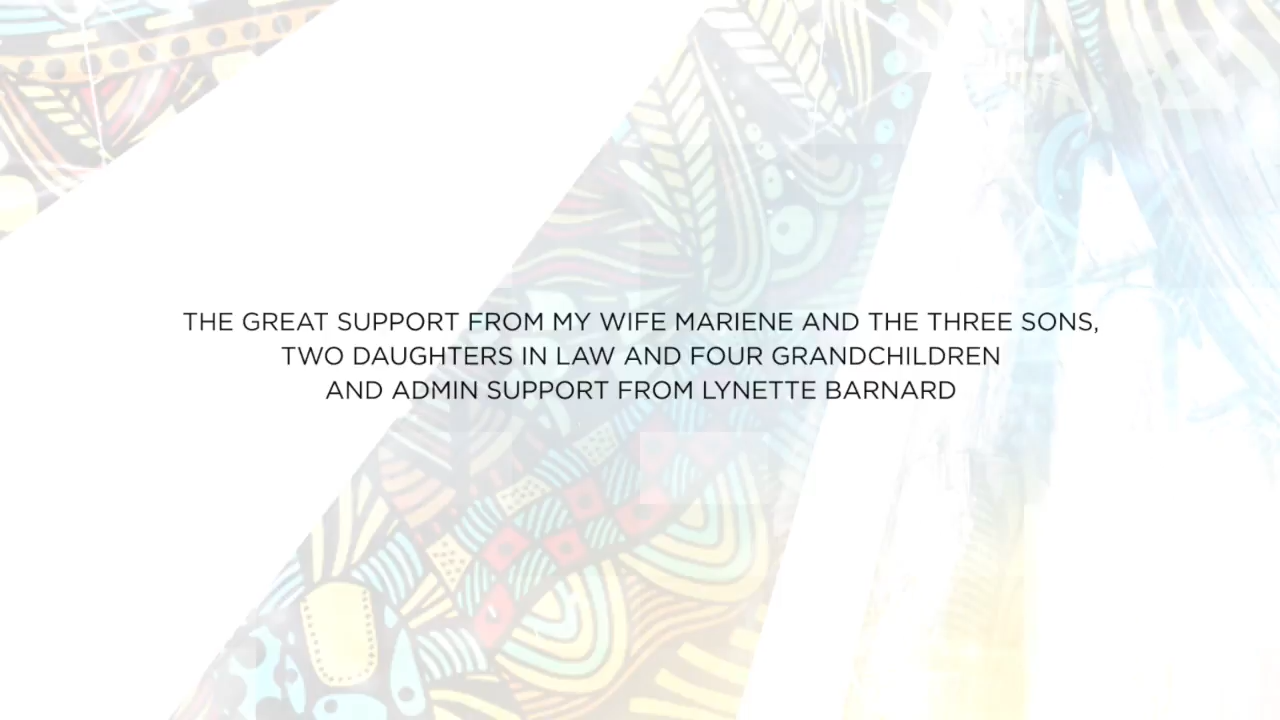 THE GREAT SUPPORT FROM MY WIFE MARIENE AND THE THREE SONS,
TWO DAUGHTERS IN LAW AND FOUR GRANDCHILDREN
AND ADMIN SUPPORT FROM LYNETTE BARNARD